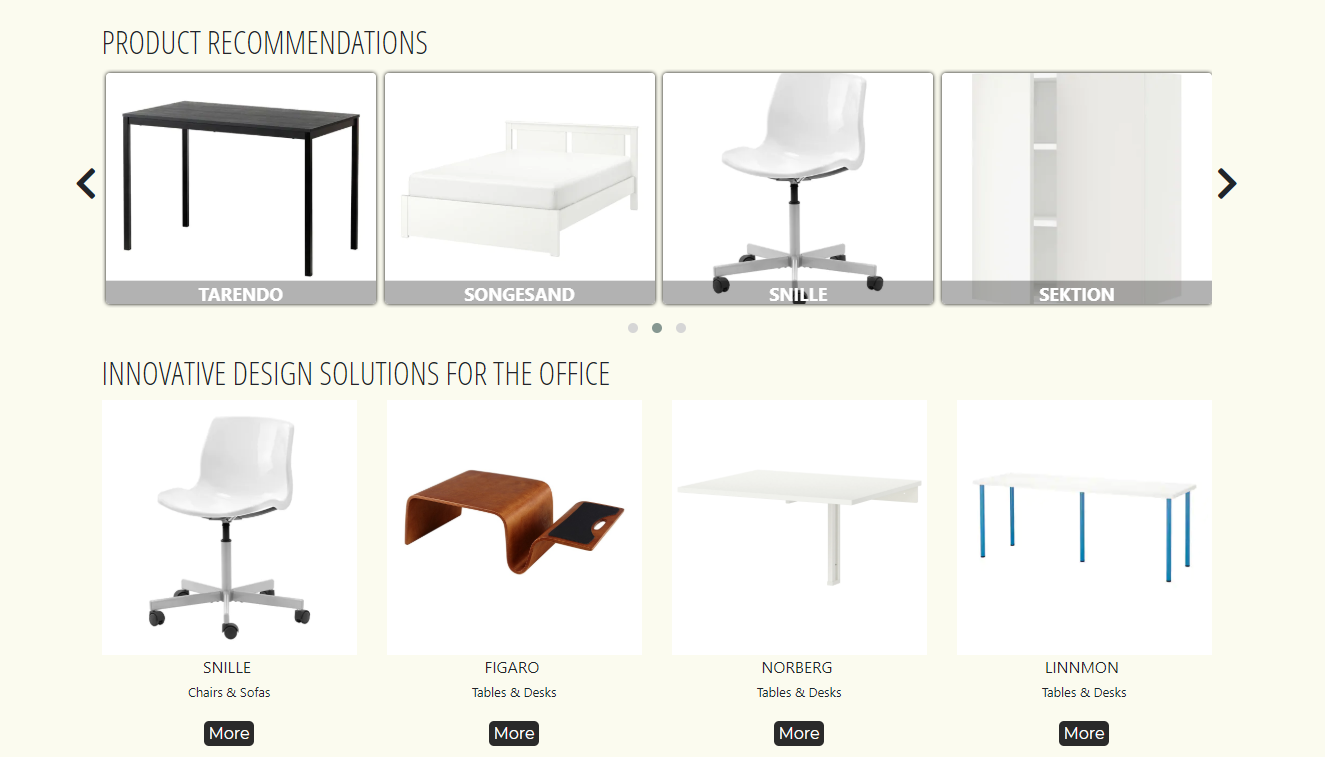 PRODUCT RECOMMENDATIONS
TARENDO
SONGESAND
SNILLE
SEKTION
INNOVATIVE DESIGN SOLUTIONS FOR THE OFFICE
SNILLE
FIGARO
NORBERG
LINNMON
Chairs & Sofas
Tables & Desks
Tables & Desks
Tables & Desks
More
More
More
More